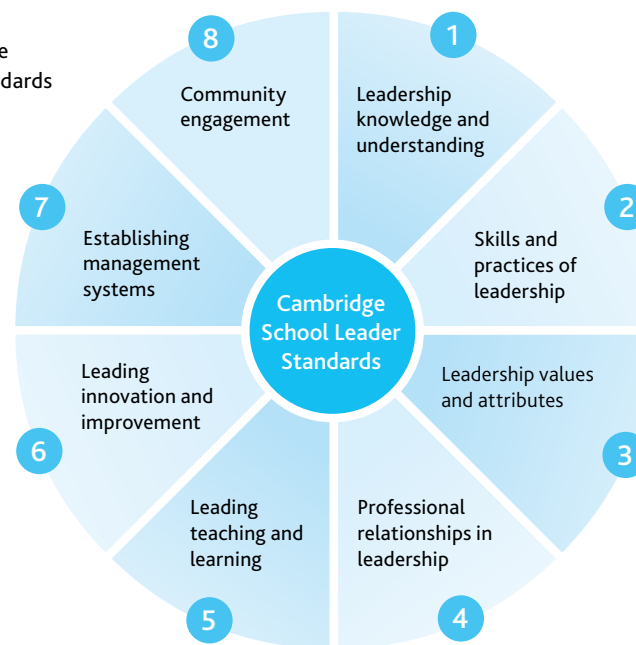 e
dards
8
Community
engagement
1
Leadership
knowledge and
understanding
2
Skills and
practices of
leadership
3
Leadership values
and attributes
4
Professional
relationships in
leadership
5
Leading
teaching and
learning
6
Leading
innovation and
improvement
7
Establishing
management
systems
Cambridge
School Leader
Standards